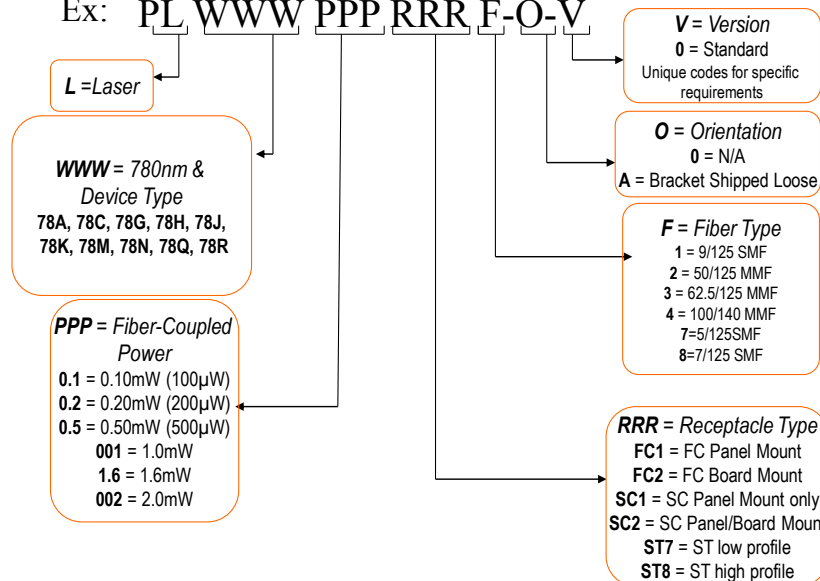 Ex: PL WWW PPP RRR F-O-V
V = Version
0 = Standard
Unique codes for specific
requirements
L =Laser
O = Orientation
0 = N/A
A = Bracket Shipped Loose
WWW = 780nm &
Device Type
78A, 78C, 78G, 78H, 78J,
78K, 78M, 78N, 78Q, 78R
F = Fiber Type
1 = 9/125 SMF
2 = 50/125 MMF
3 = 62.5/125 MMF
4 = 100/140 MMF
7=5/125SMF
8=7/125 SMF
PPP = Fiber-Coupled
Power
0.1 = 0.10mW (100µW)
0.2 = 0.20mW (200µW)
0.5 = 0.50mW (500µW)
001 = 1.0mW
1.6 = 1.6mW
002 = 2.0mW
RRR = Receptacle Type
FC1 = FC Panel Mount
FC2 = FC Board Mount
SC1 = SC Panel Mount only
SC2 = SC Panel/Board Moun
ST7 = ST low profile
ST8 = ST high profile